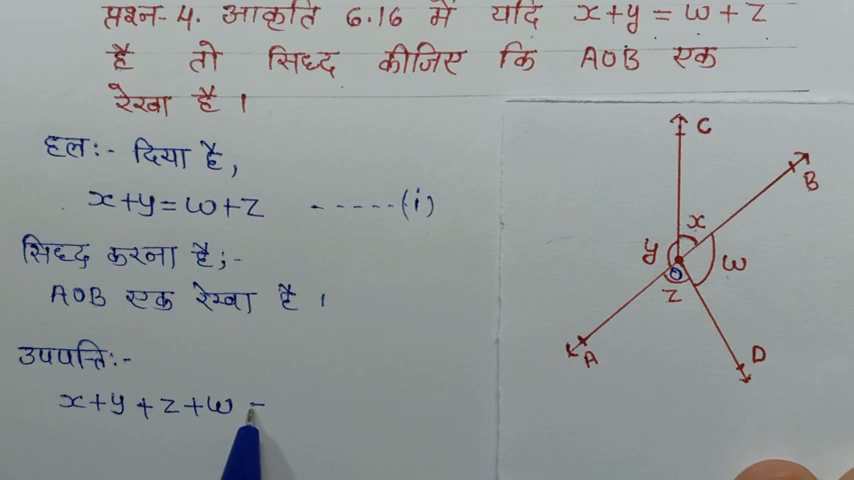 प्रश्न-4. आकृति 6.16 में यदि x+y = w+z
है तो सिध्द कीजिए कि AOB एक
रेखा है।
हल:- दिया है,
x+y=w+z -----(i)
सिध्द करना है;-
AOB एक रेखा है।
उपपत्ति:-
x+y+z+w =
C
B
x
y
w
O
z
A
D